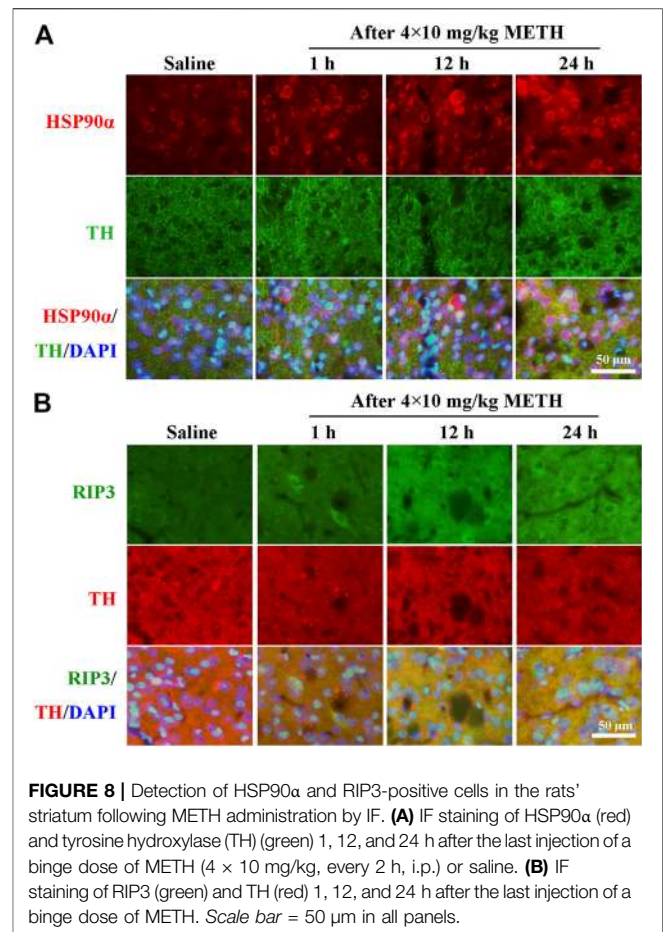 A
After 4×10 mg/kg METH
Saline 1 h 12 h 24 h
HSP90α
TH
HSP90α/
TH/DAPI
50 µm
B
After 4×10 mg/kg METH
Saline 1 h 12 h 24 h
RIP3
TH
RIP3/
TH/DAPI
50 µm
FIGURE 8 | Detection of HSP90α and RIP3-positive cells in the rats'
striatum following METH administration by IF. (A) IF staining of HSP90α (red)
and tyrosine hydroxylase (TH) (green) 1, 12, and 24 h after the last injection of a
binge dose of METH (4 × 10 mg/kg, every 2 h, i.p.) or saline. (B) IF
staining of RIP3 (green) and TH (red) 1, 12, and 24 h after the last injection of a
binge dose of METH. Scale bar = 50 µm in all panels.